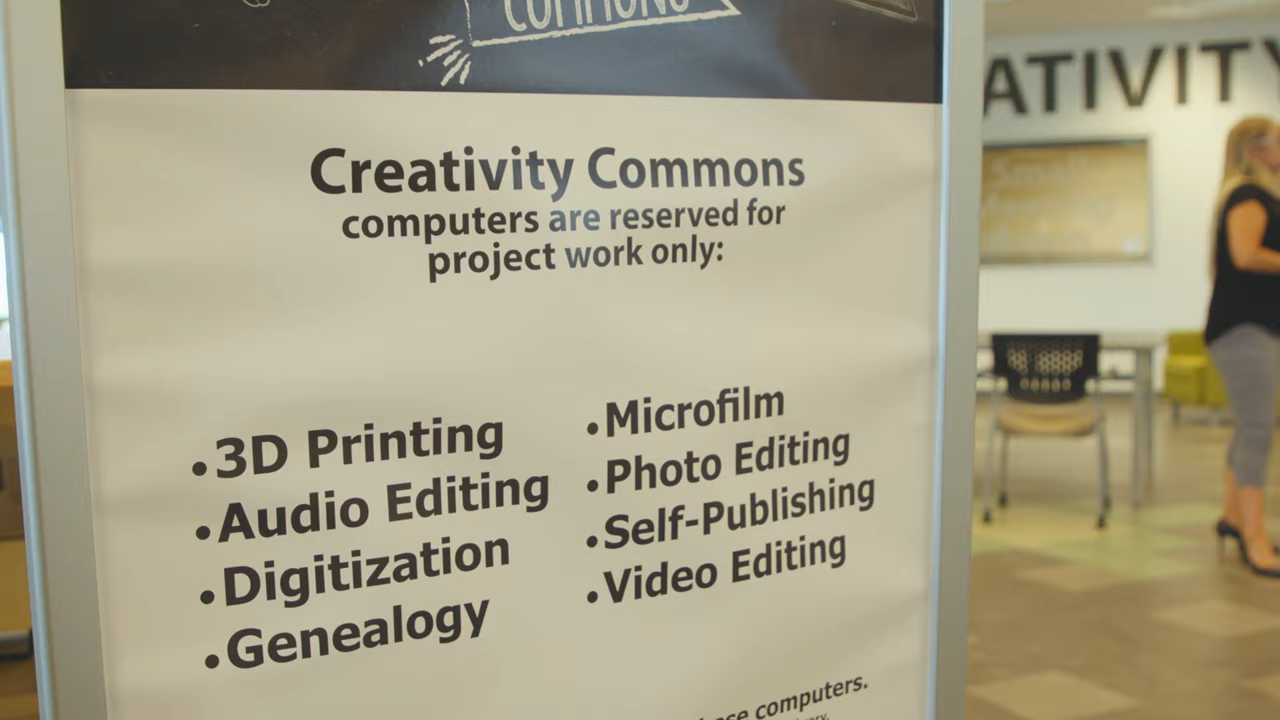 COMMONS
Creativity Commons
computers are reserved for
project work only:
•3D Printing
•Audio Editing
•Digitization
•Genealogy
•Microfilm
•Photo Editing
•Self-Publishing
•Video Editing
computers.
ATIVITY